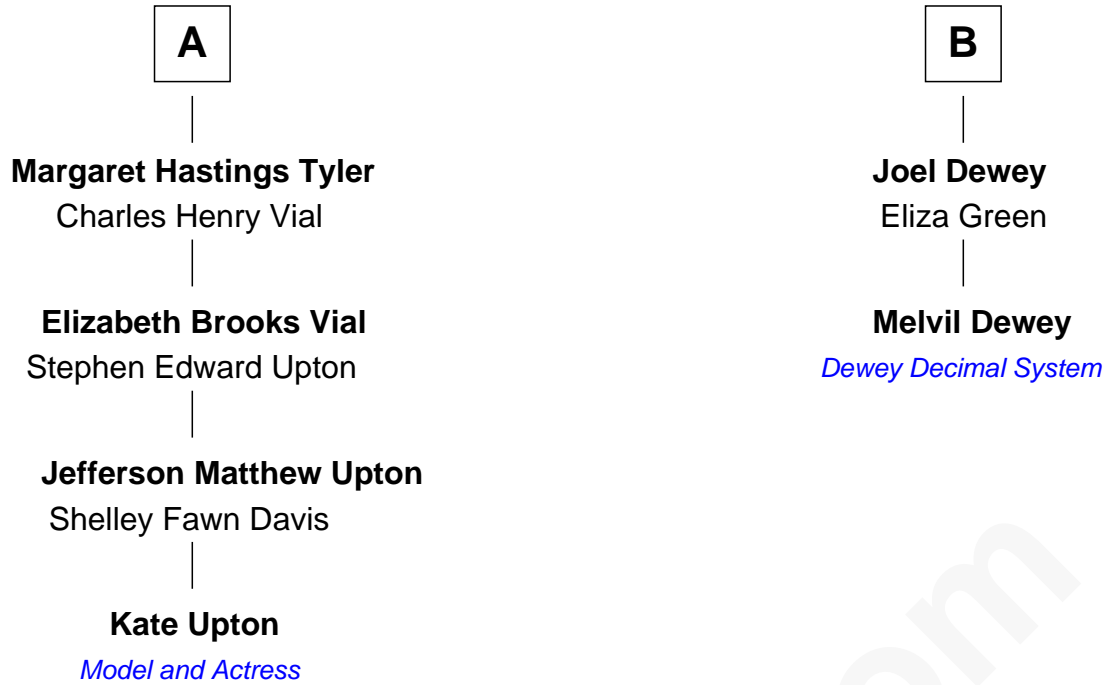 A
Margaret Hastings Tyler
Charles Henry Vial
Elizabeth Brooks Vial
Stephen Edward Upton
Jefferson Matthew Upton
Shelley Fawn Davis
Kate Upton
Model and Actress
B
Joel Dewey
Eliza Green
Melvil Dewey
Dewey Decimal System
om